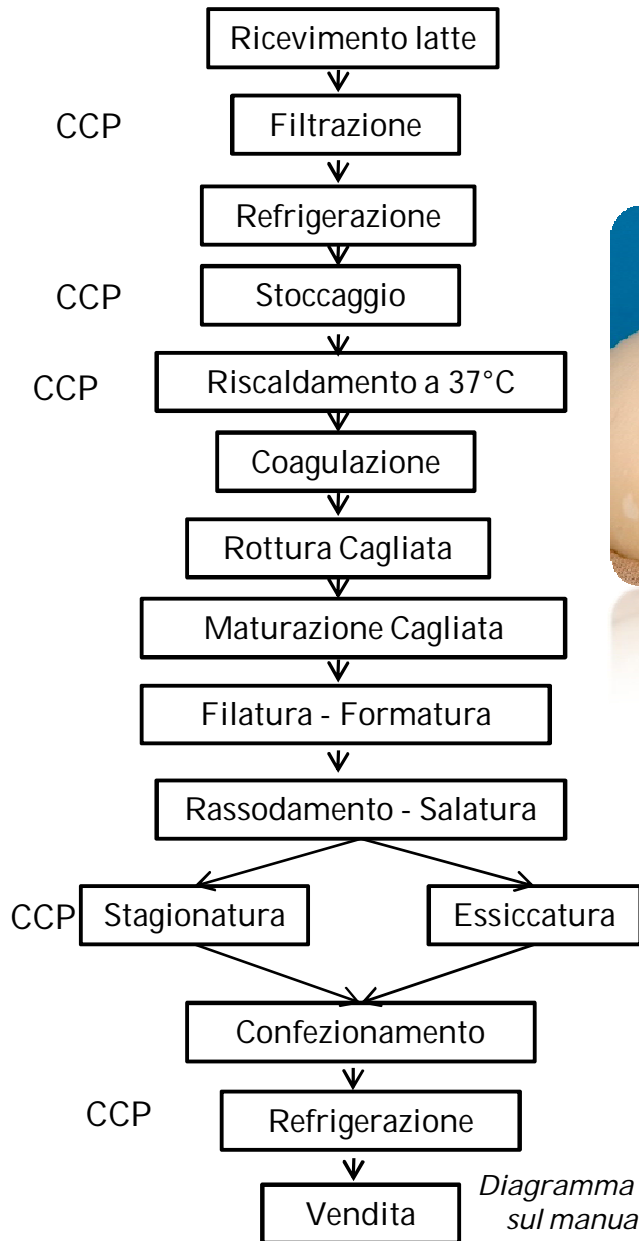 Ricevimento latte
CCP Filtrazione
Refrigerazione
CCP Stoccaggio
CCP Riscaldamento a 37°C
Coagulazione
Rottura Cagliata
Maturazione Cagliata
Filatura - Formatura
Rassodamento - Salatura
CCP Stagionatura Essiccatura
Confezionamento
CCP Refrigerazione
Vendita
Diagramma
sul manua